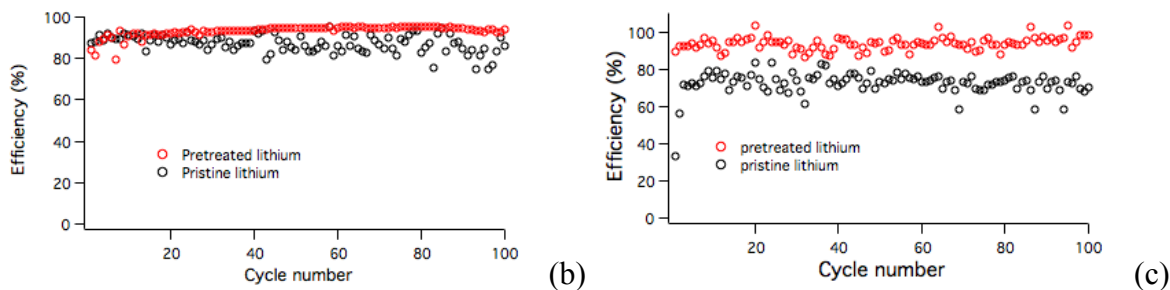 Efficiency (%)
100
80
60
40
20
0
Pretreated lithium
Pristine lithium
20
40
60
80
100
Cycle number
(b)
Efficiency (%)
100
80
60
40
20
0
pretreated lithium
pristine lithium
20
40
60
80
100
Cycle number
(c)